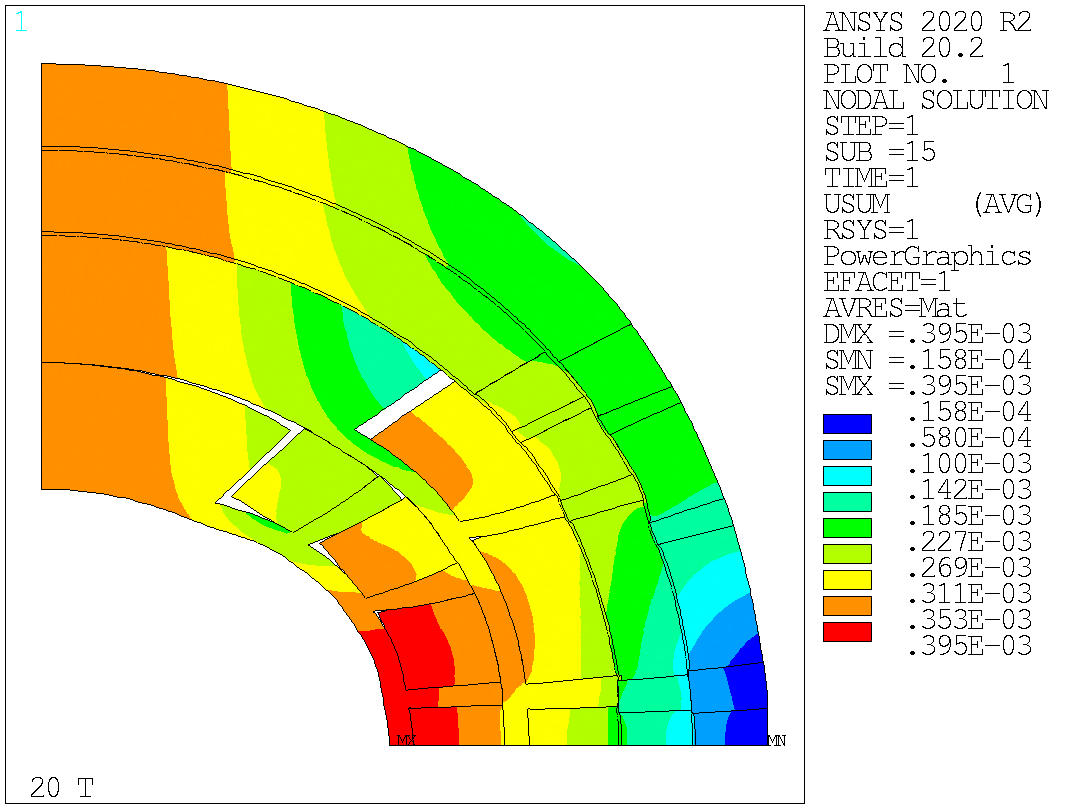 1
ANSYS 2020 R2
Build 20.2
PLOT NO. 1
NODAL SOLUTION
STEP=1
SUB =15
TIME=1
USUM (AVG)
RSYS=1
PowerGraphics
EFACET=1
AVRES=Mat
DMX =.395E-03
SMN =.158E-04
SMX =.395E-03
.158E-04
.580E-04
.100E-03
.142E-03
.185E-03
.227E-03
.269E-03
.311E-03
.353E-03
.395E-03
MX
MN
20 T